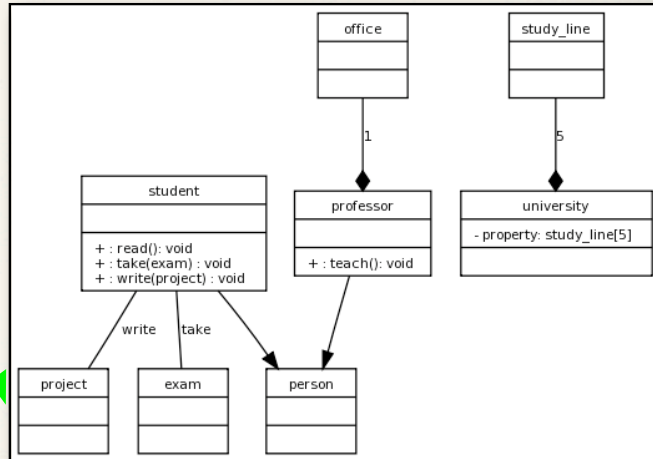 office
study_line
1
5
student
+ : read(): void
+ : take(exam) : void
+ : write(project) : void
professor
+ : teach(): void
university
- property: study_line[5]
write
take
project
exam
person